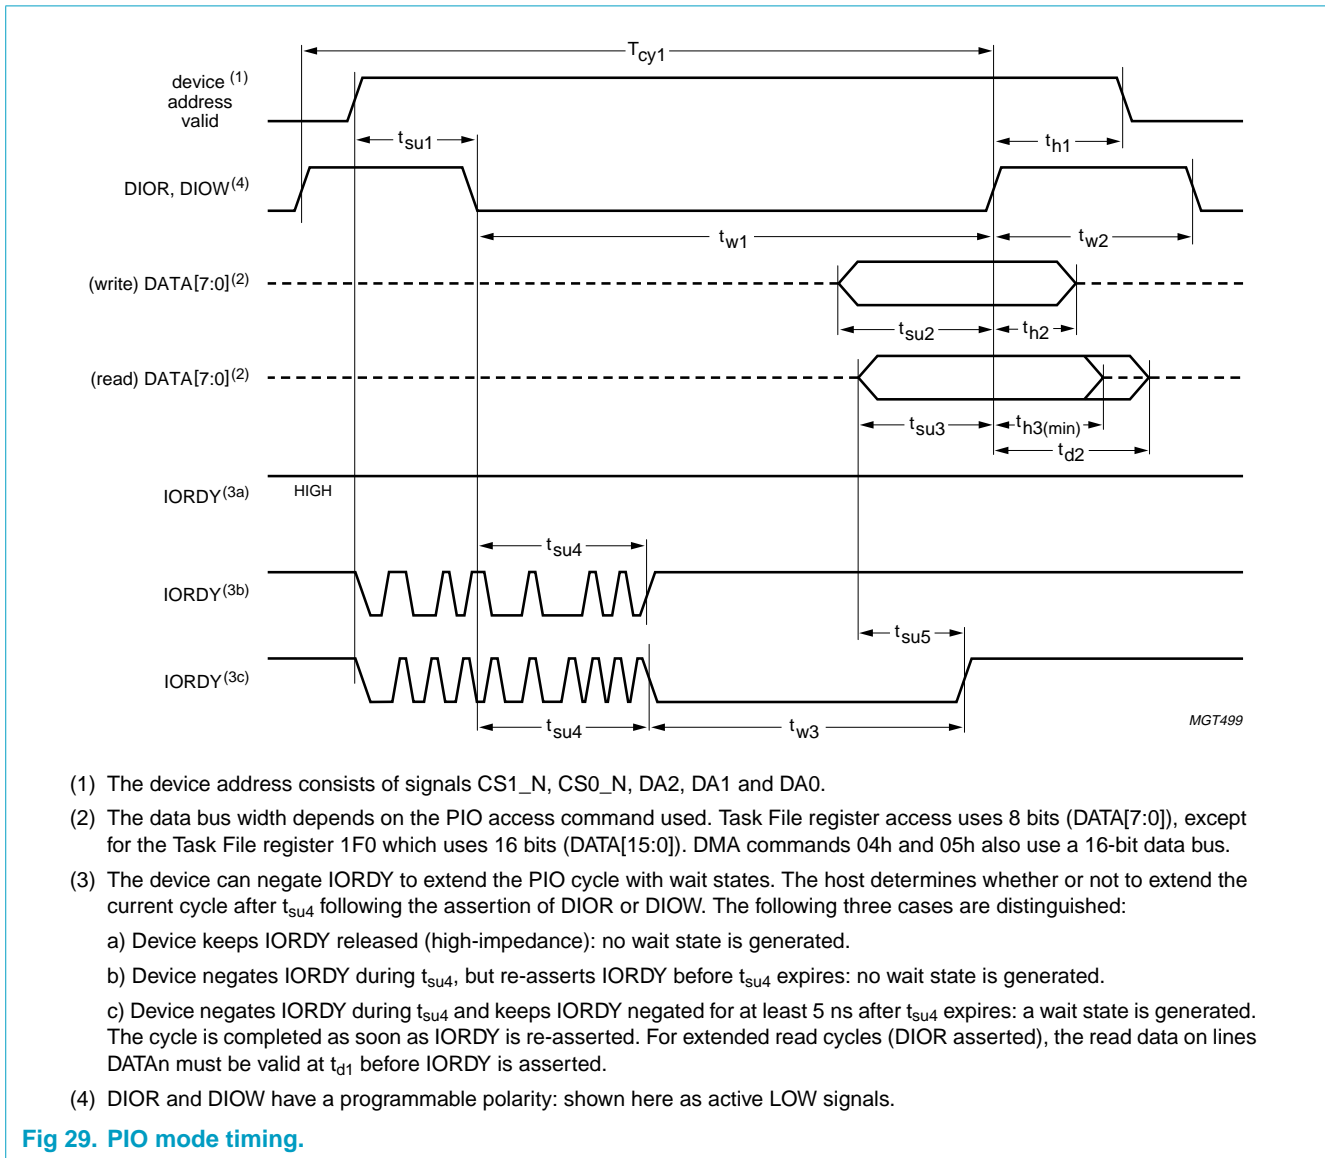 Tcy1
device (1)
address
valid
tsu1
th1
DIOR, DIOW(4)
tw1
tw2
(write) DATA[7:0](2)
tsu2
th2
(read) DATA[7:0](2)
tsu3
th3(min)
td2
IORDY(3a)
HIGH
tsu4
IORDY(3b)
tsu5
IORDY(3c)
tsu4
tw3
MGT499
(1) The device address consists of signals CS1_N, CS0_N, DA2, DA1 and DA0.
(2) The data bus width depends on the PIO access command used. Task File register access uses 8 bits (DATA[7:0]), except
for the Task File register 1F0 which uses 16 bits (DATA[15:0]). DMA commands 04h and 05h also use a 16-bit data bus.
(3) The device can negate IORDY to extend the PIO cycle with wait states. The host determines whether or not to extend the
current cycle after tsu4 following the assertion of DIOR or DIOW. The following three cases are distinguished:
a) Device keeps IORDY released (high-impedance): no wait state is generated.
b) Device negates IORDY during tsu4, but re-asserts IORDY before tsu4 expires: no wait state is generated.
c) Device negates IORDY during tsu4 and keeps IORDY negated for at least 5 ns after tsu4 expires: a wait state is generated.
The cycle is completed as soon as IORDY is re-asserted. For extended read cycles (DIOR asserted), the read data on lines
DATAn must be valid at td1 before IORDY is asserted.
(4) DIOR and DIOW have a programmable polarity: shown here as active LOW signals.
Fig 29. PIO mode timing.